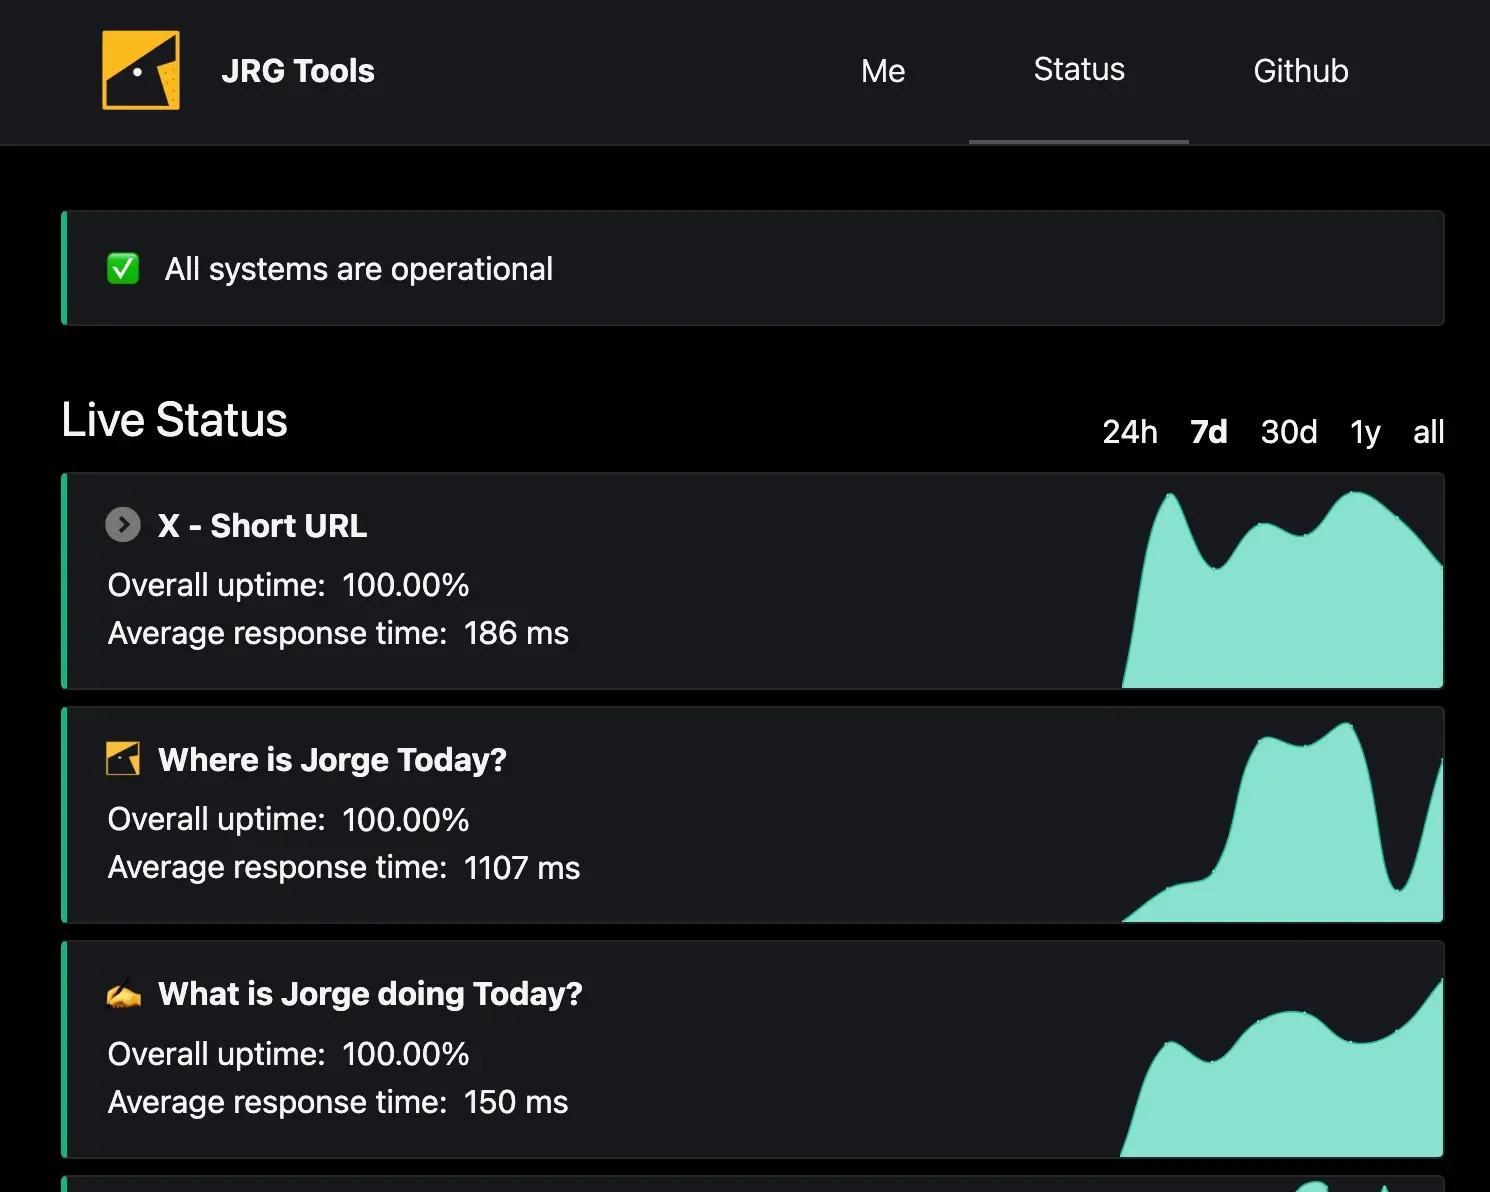 JRG Tools
Me
Status
Github
All systems are operational
Live Status
24h 7d 30d 1y all
X - Short URL
Overall uptime: 100.00%
Average response time: 186 ms
Where is Jorge Today?
Overall uptime: 100.00%
Average response time: 1107 ms
What is Jorge doing Today?
Overall uptime: 100.00%
Average response time: 150 ms